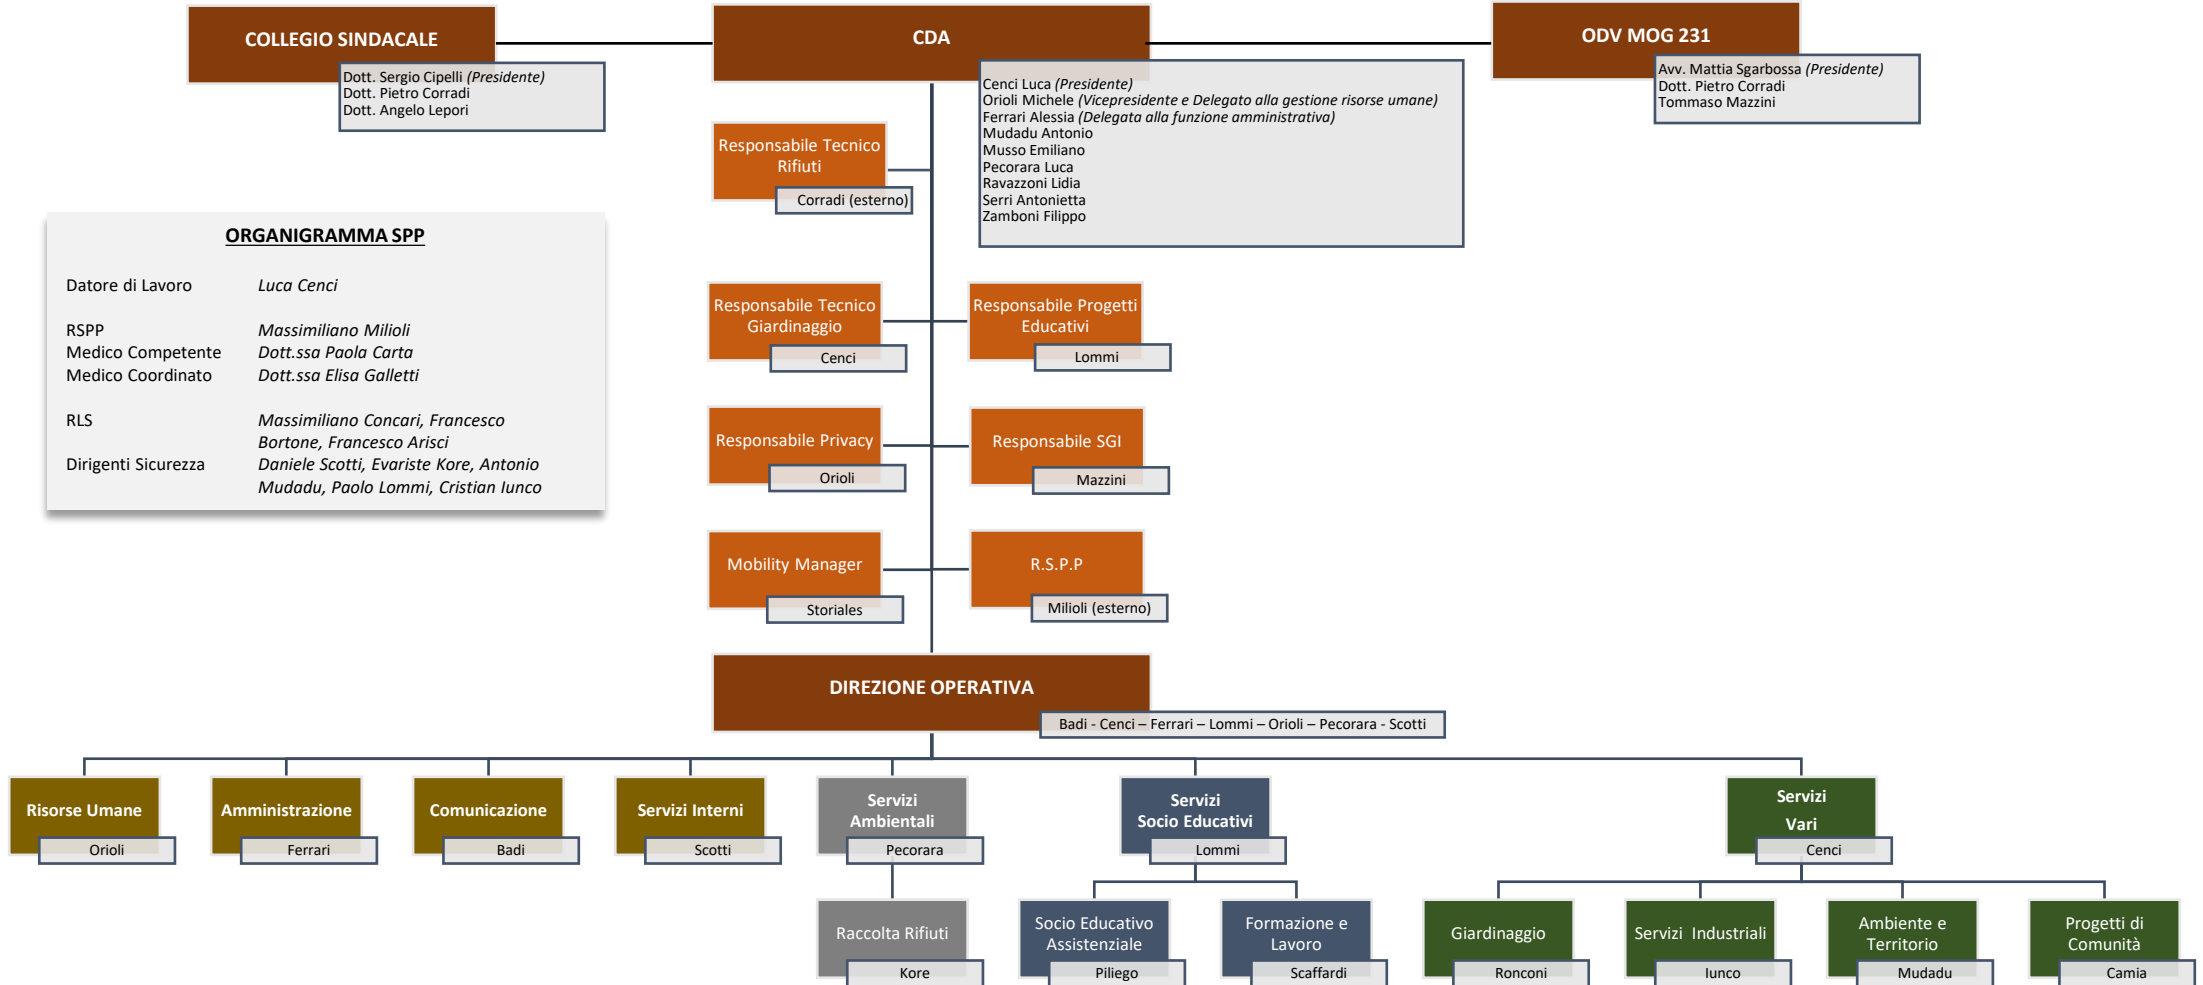 COLLEGIO SINDACALE
Dott. Sergio Cipelli (Presidente)
Dott. Pietro Corradi
Dott. Angelo Lepori
CDA
Cenci Luca (Presidente)
Orioli Michele (Vicepresidente e Delegato alla gestione risorse umane)
Ferrari Alessia (Delegata alla funzione amministrativa)
Mudadu Antonio
Musso Emiliano
Pecorara Luca
Ravazzoni Lidia
Serri Antonietta
Zamboni Filippo
ODV MOG 231
Avv. Mattia Sgarbossa (Presidente)
Dott. Pietro Corradi
Tommaso Mazzini
Responsabile Tecnico
Rifiuti
Corradi (esterno)
ORGANIGRAMMA SPP
Datore di Lavoro Luca Cenci
RSPP Massimiliano Milioli
Medico Competente Dott.ssa Paola Carta
Medico Coordinato Dott.ssa Elisa Galletti
RLS Massimiliano Concari, Francesco
Bortone, Francesco Arisci
Dirigenti Sicurezza Daniele Scotti, Evariste Kore, Antonio
Mudadu, Paolo Lommi, Cristian Iunco
Responsabile Tecnico
Giardinaggio
Cenci
Responsabile Progetti
Educativi
Lommi
Responsabile Privacy
Orioli
Responsabile SGI
Mazzini
Mobility Manager
Storiales
R.S.P.P
Milioli (esterno)
DIREZIONE OPERATIVA
Badi - Cenci – Ferrari – Lommi – Orioli – Pecorara - Scotti
Risorse Umane
Orioli
Amministrazione
Ferrari
Comunicazione
Badi
Servizi Interni
Scotti
Servizi
Ambientali
Pecorara
Servizi
Socio Educativi
Lommi
Servizi
Vari
Cenci
Raccolta Rifiuti
Kore
Socio Educativo
Assistenziale
Piliego
Formazione e
Lavoro
Scaffardi
Giardinaggio
Ronconi
Servizi Industriali
Iunco
Ambiente e
Territorio
Mudadu
Progetti di
Comunità
Camia